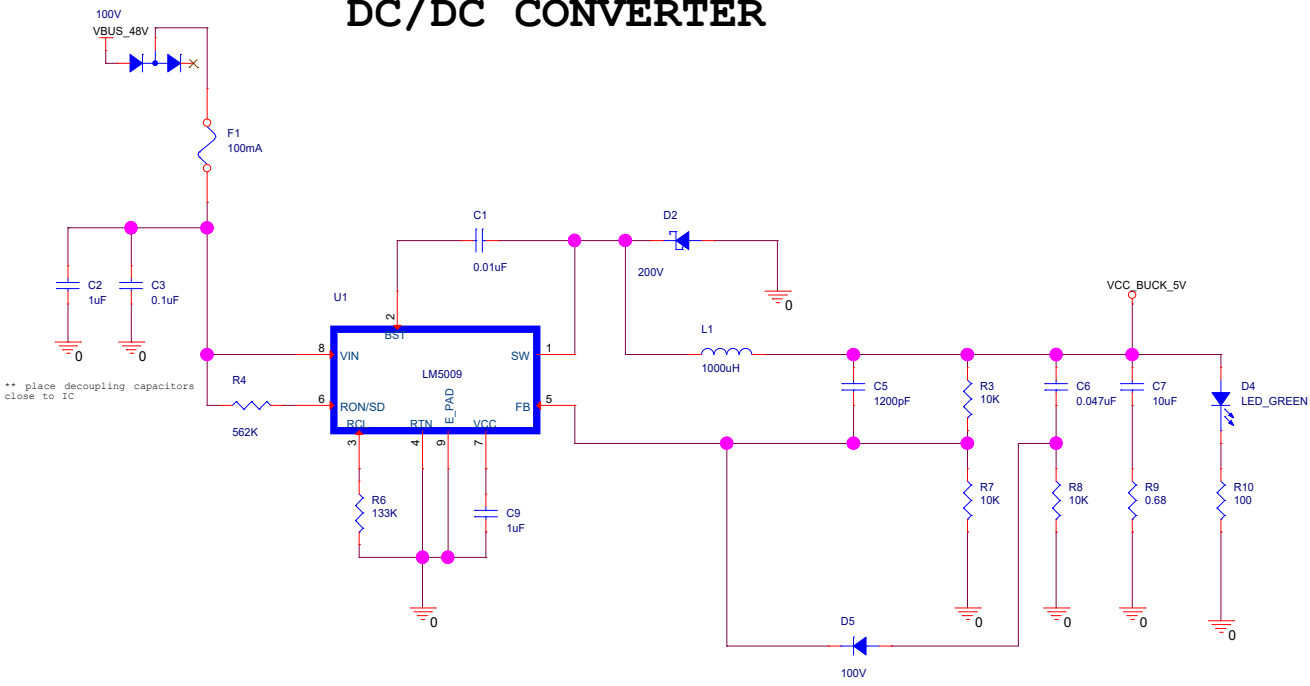 DC/DC CONVERTER
100V
VBUS_48V
F1
100mA
C2
1uF
0
C3
0.1uF
0
** place decoupling capacitors
close to IC
R4
562K
U1
LM5009
8
VIN
6
RON/SD
2
BST
SW
1
FB
5
RCL
3
RTN
4
E_PAD
9
VCC
7
R6
133K
C9
1uF
0
C1
0.01uF
D2
200V
0
L1
1000uH
VCC_BUCK_5V
C5
1200pF
R3
10K
C6
0.047uF
C7
10uF
D4
LED_GREEN
R7
10K
0
R8
10K
0
R9
0.68
0
R10
100
0
D5
100V